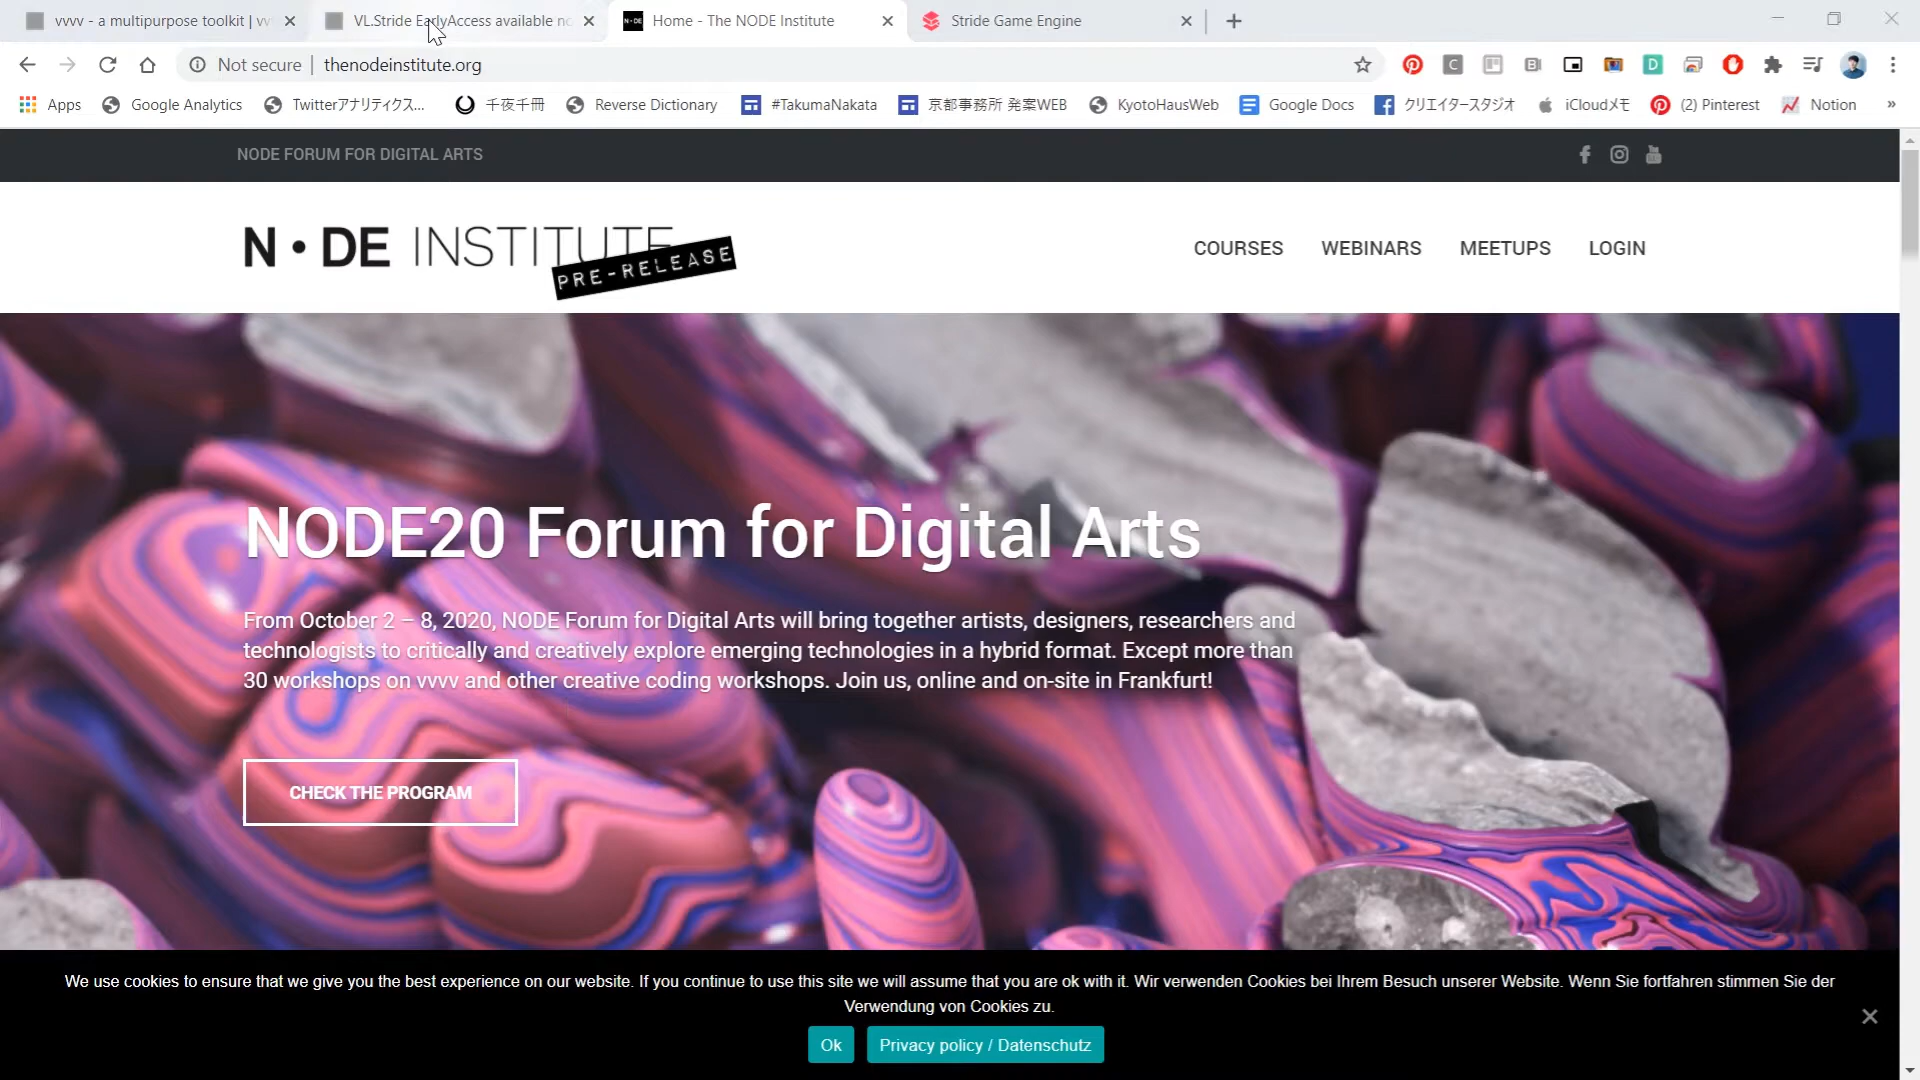 vvvv - a multipurpose toolkit | vv
VL.Stride EarlyAccess available no
Home - The NODE Institute
Stride Game Engine
Not secure
thenodeinstitute.org
Apps
Google Analytics
Twitterアナリティクス...
千夜千冊
Reverse Dictionary
#TakumaNakata
京都事務所 発案WEB
KyotoHausWeb
Google Docs
クリエイタースタジオ
iCloudメモ
(2) Pinterest
Notion
»
NODE FORUM FOR DIGITAL ARTS
N•DE INSTITUTE
PRE-RELEASE
COURSES
WEBINARS
MEETUPS
LOGIN
NODE20 Forum for Digital Arts
From October 2 – 8, 2020, NODE Forum for Digital Arts will bring together artists, designers, researchers and
technologists to critically and creatively explore emerging technologies in a hybrid format. Except more than
30 workshops on vvvv and other creative coding workshops. Join us, online and on-site in Frankfurt!
CHECK THE PROGRAM
We use cookies to ensure that we give you the best experience on our website. If you continue to use this site we will assume that you are ok with it. Wir verwenden Cookies bei Ihrem Besuch unserer Website. Wenn Sie fortfahren stimmen Sie der
Verwendung von Cookies zu.
Ok
Privacy policy / Datenschutz